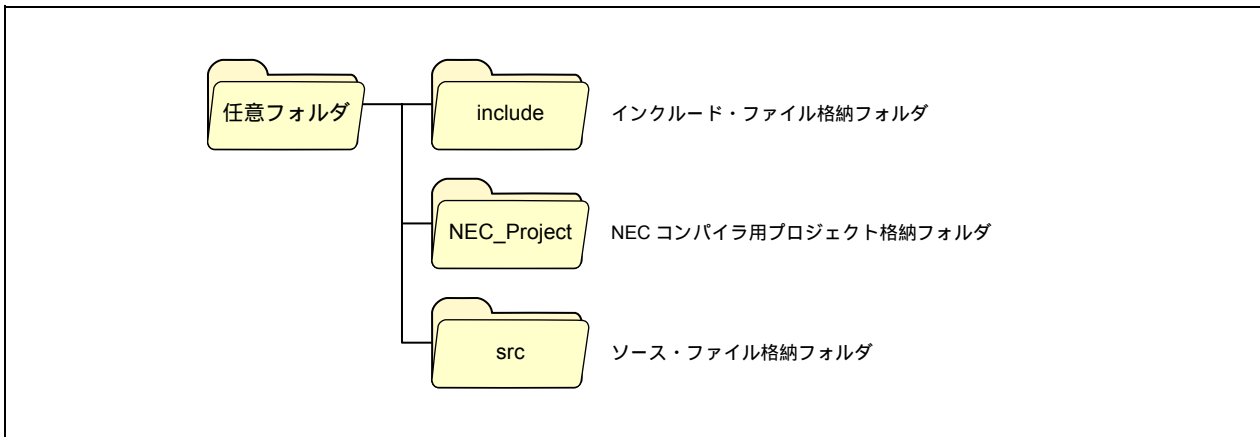 任意フォルダ
include
インクルード・ファイル格納フォルダ
NEC_Project
NEC コンパイラ用プロジェクト格納フォルダ
src
ソース・ファイル格納フォルダ